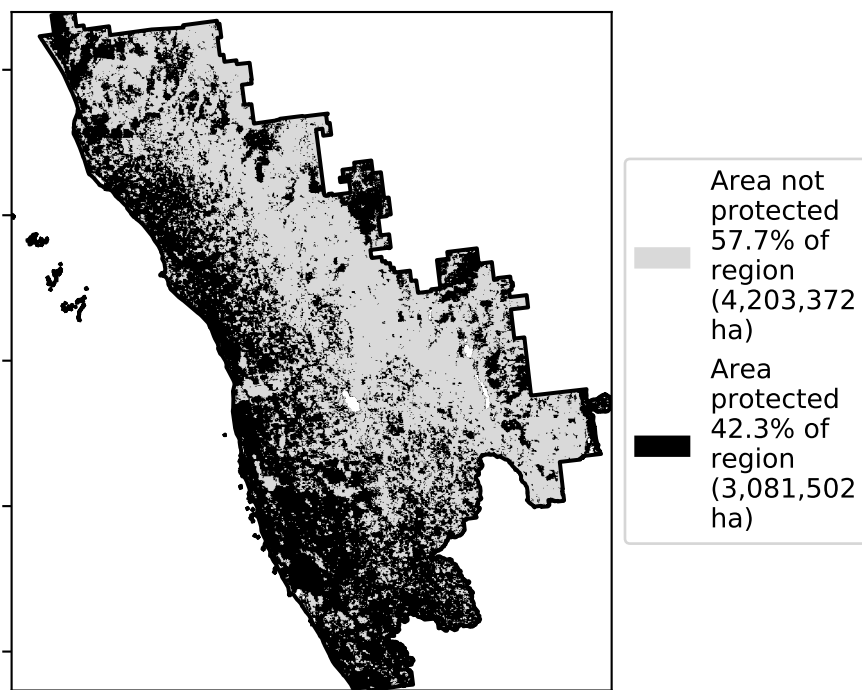 Area not
protected
57.7% of
region
(4,203,372
ha)
Area
protected
42.3% of
region
(3,081,502
ha)